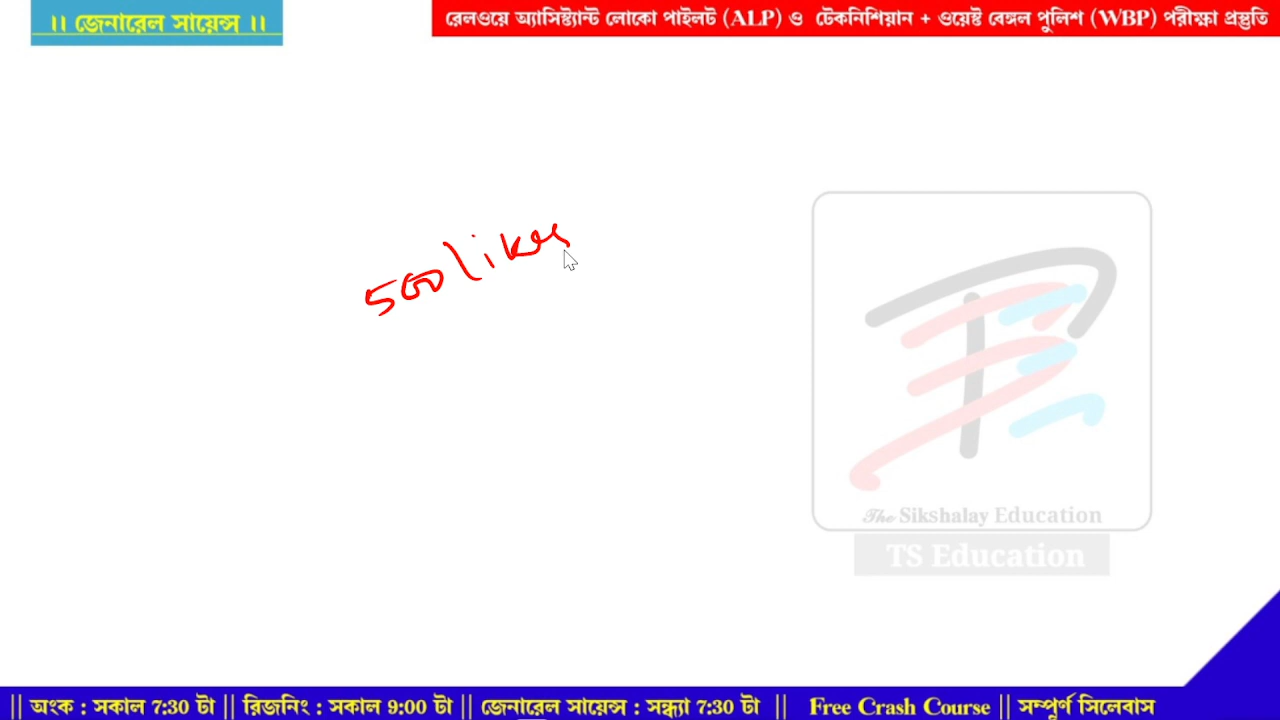 ।। জেনারেল সায়েন্স ।।
রেলওয়ে অ্যাসিস্ট্যান্ট লোকো পাইলট (ALP) ও টেকনিশিয়ান + ওয়েস্ট বেঙ্গল পুলিশ (WBP) পরীক্ষা প্রস্তুতি
500 likes
The Sikshalay Education
TS Education
|| অংক : সকাল 7:30 টা || রিজনিং : সকাল 9:00 টা || জেনারেল সায়েন্স : সন্ধ্যা 7:30 টা || Free Crash Course || সম্পূর্ণ সিলেবাস